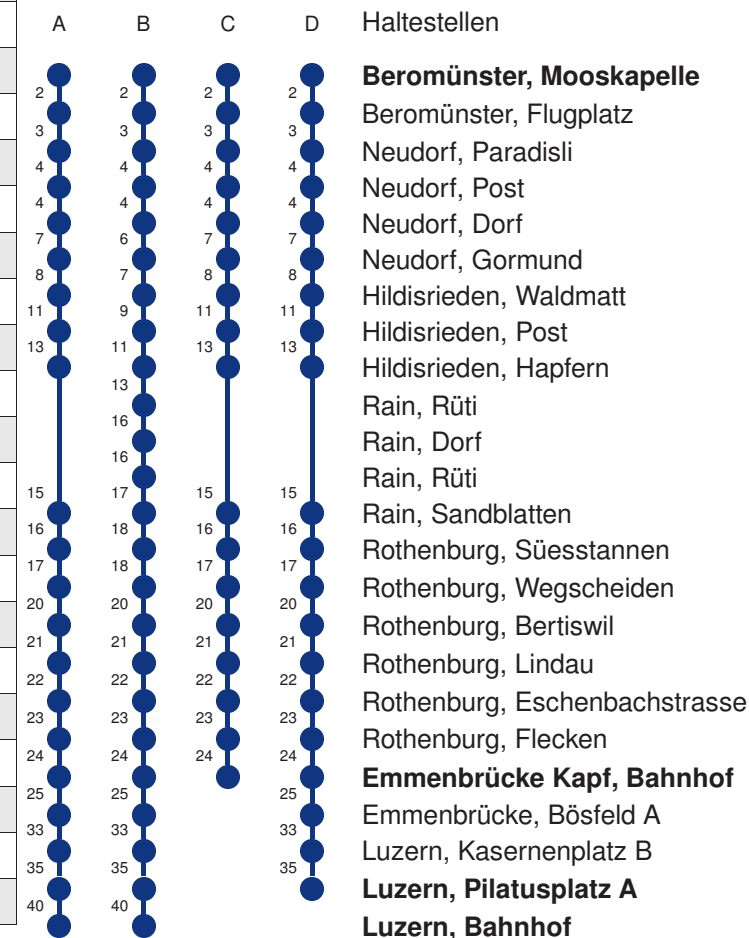 A B C D Haltestellen
Beromünster, Mooskapelle
2 2 2 2
Beromünster, Flugplatz
3 3 3 3
Neudorf, Paradisli
4 4 4 4
Neudorf, Post
4 4 4 4
Neudorf, Dorf
7 6 7 7
Neudorf, Gormund
8 7 8 8
Hildisrieden, Waldmatt
11 9 11 11
Hildisrieden, Post
13 11 13 13
Hildisrieden, Hapfern
13
Rain, Rüti
16
Rain, Dorf
16
Rain, Rüti
15 17 15 15
Rain, Sandblatten
16 18 16 16
Rothenburg, Süesstannen
17 18 17 17
Rothenburg, Wegscheiden
20 20 20 20
Rothenburg, Bertiswil
21 21 21 21
Rothenburg, Lindau
22 22 22 22
Rothenburg, Eschenbachstrasse
23 23 23 23
Rothenburg, Flecken
24 24 24 24
Emmenbrücke Kapf, Bahnhof
25 25 25
Emmenbrücke, Bösfeld A
33 33 33
Luzern, Kasernenplatz B
35 35 35
Luzern, Pilatusplatz A
40 40
Luzern, Bahnhof